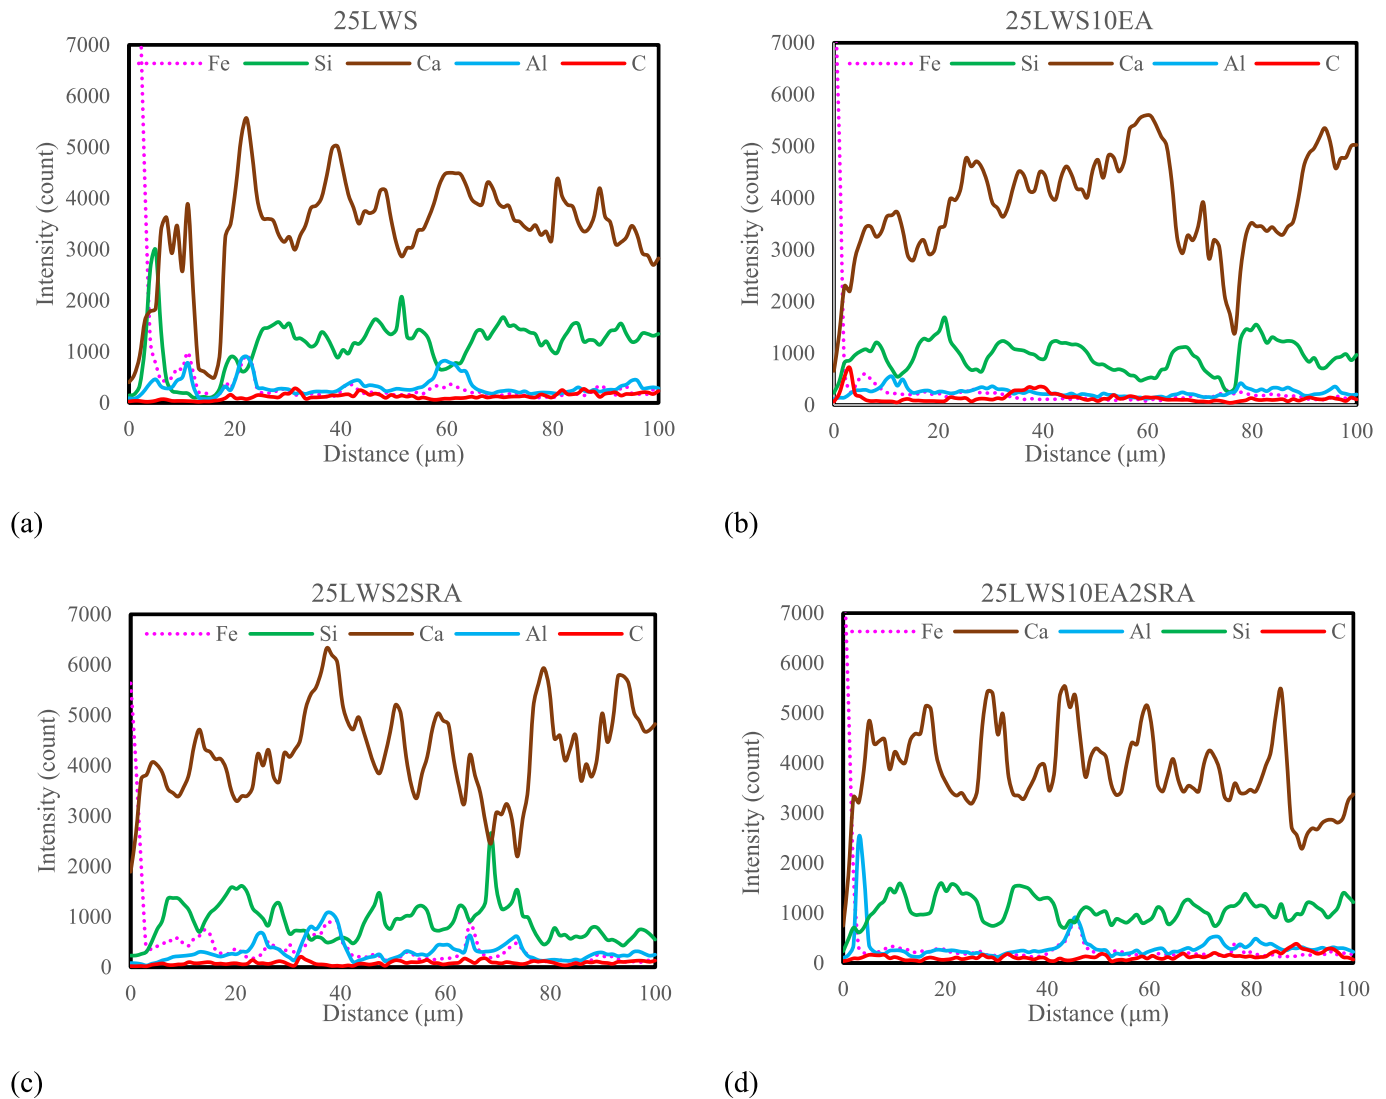 25LWS
7000
Fe Si Ca Al C
6000
5000
4000
3000
2000
1000
0
Intensity (count)
0 20 40 60 80 100
Distance (μm)
(a)
25LWS10EA
7000
Fe Si Ca Al C
6000
5000
4000
3000
2000
1000
0
Intensity (count)
0 20 40 60 80 100
Distance (μm)
(b)
25LWS2SRA
7000
Fe Si Ca Al C
6000
5000
4000
3000
2000
1000
0
Intensity (count)
0 20 40 60 80 100
Distance (μm)
(c)
25LWS10EA2SRA
7000
Fe Ca Al Si C
6000
5000
4000
3000
2000
1000
0
Intensity (count)
0 20 40 60 80 100
Distance (μm)
(d)